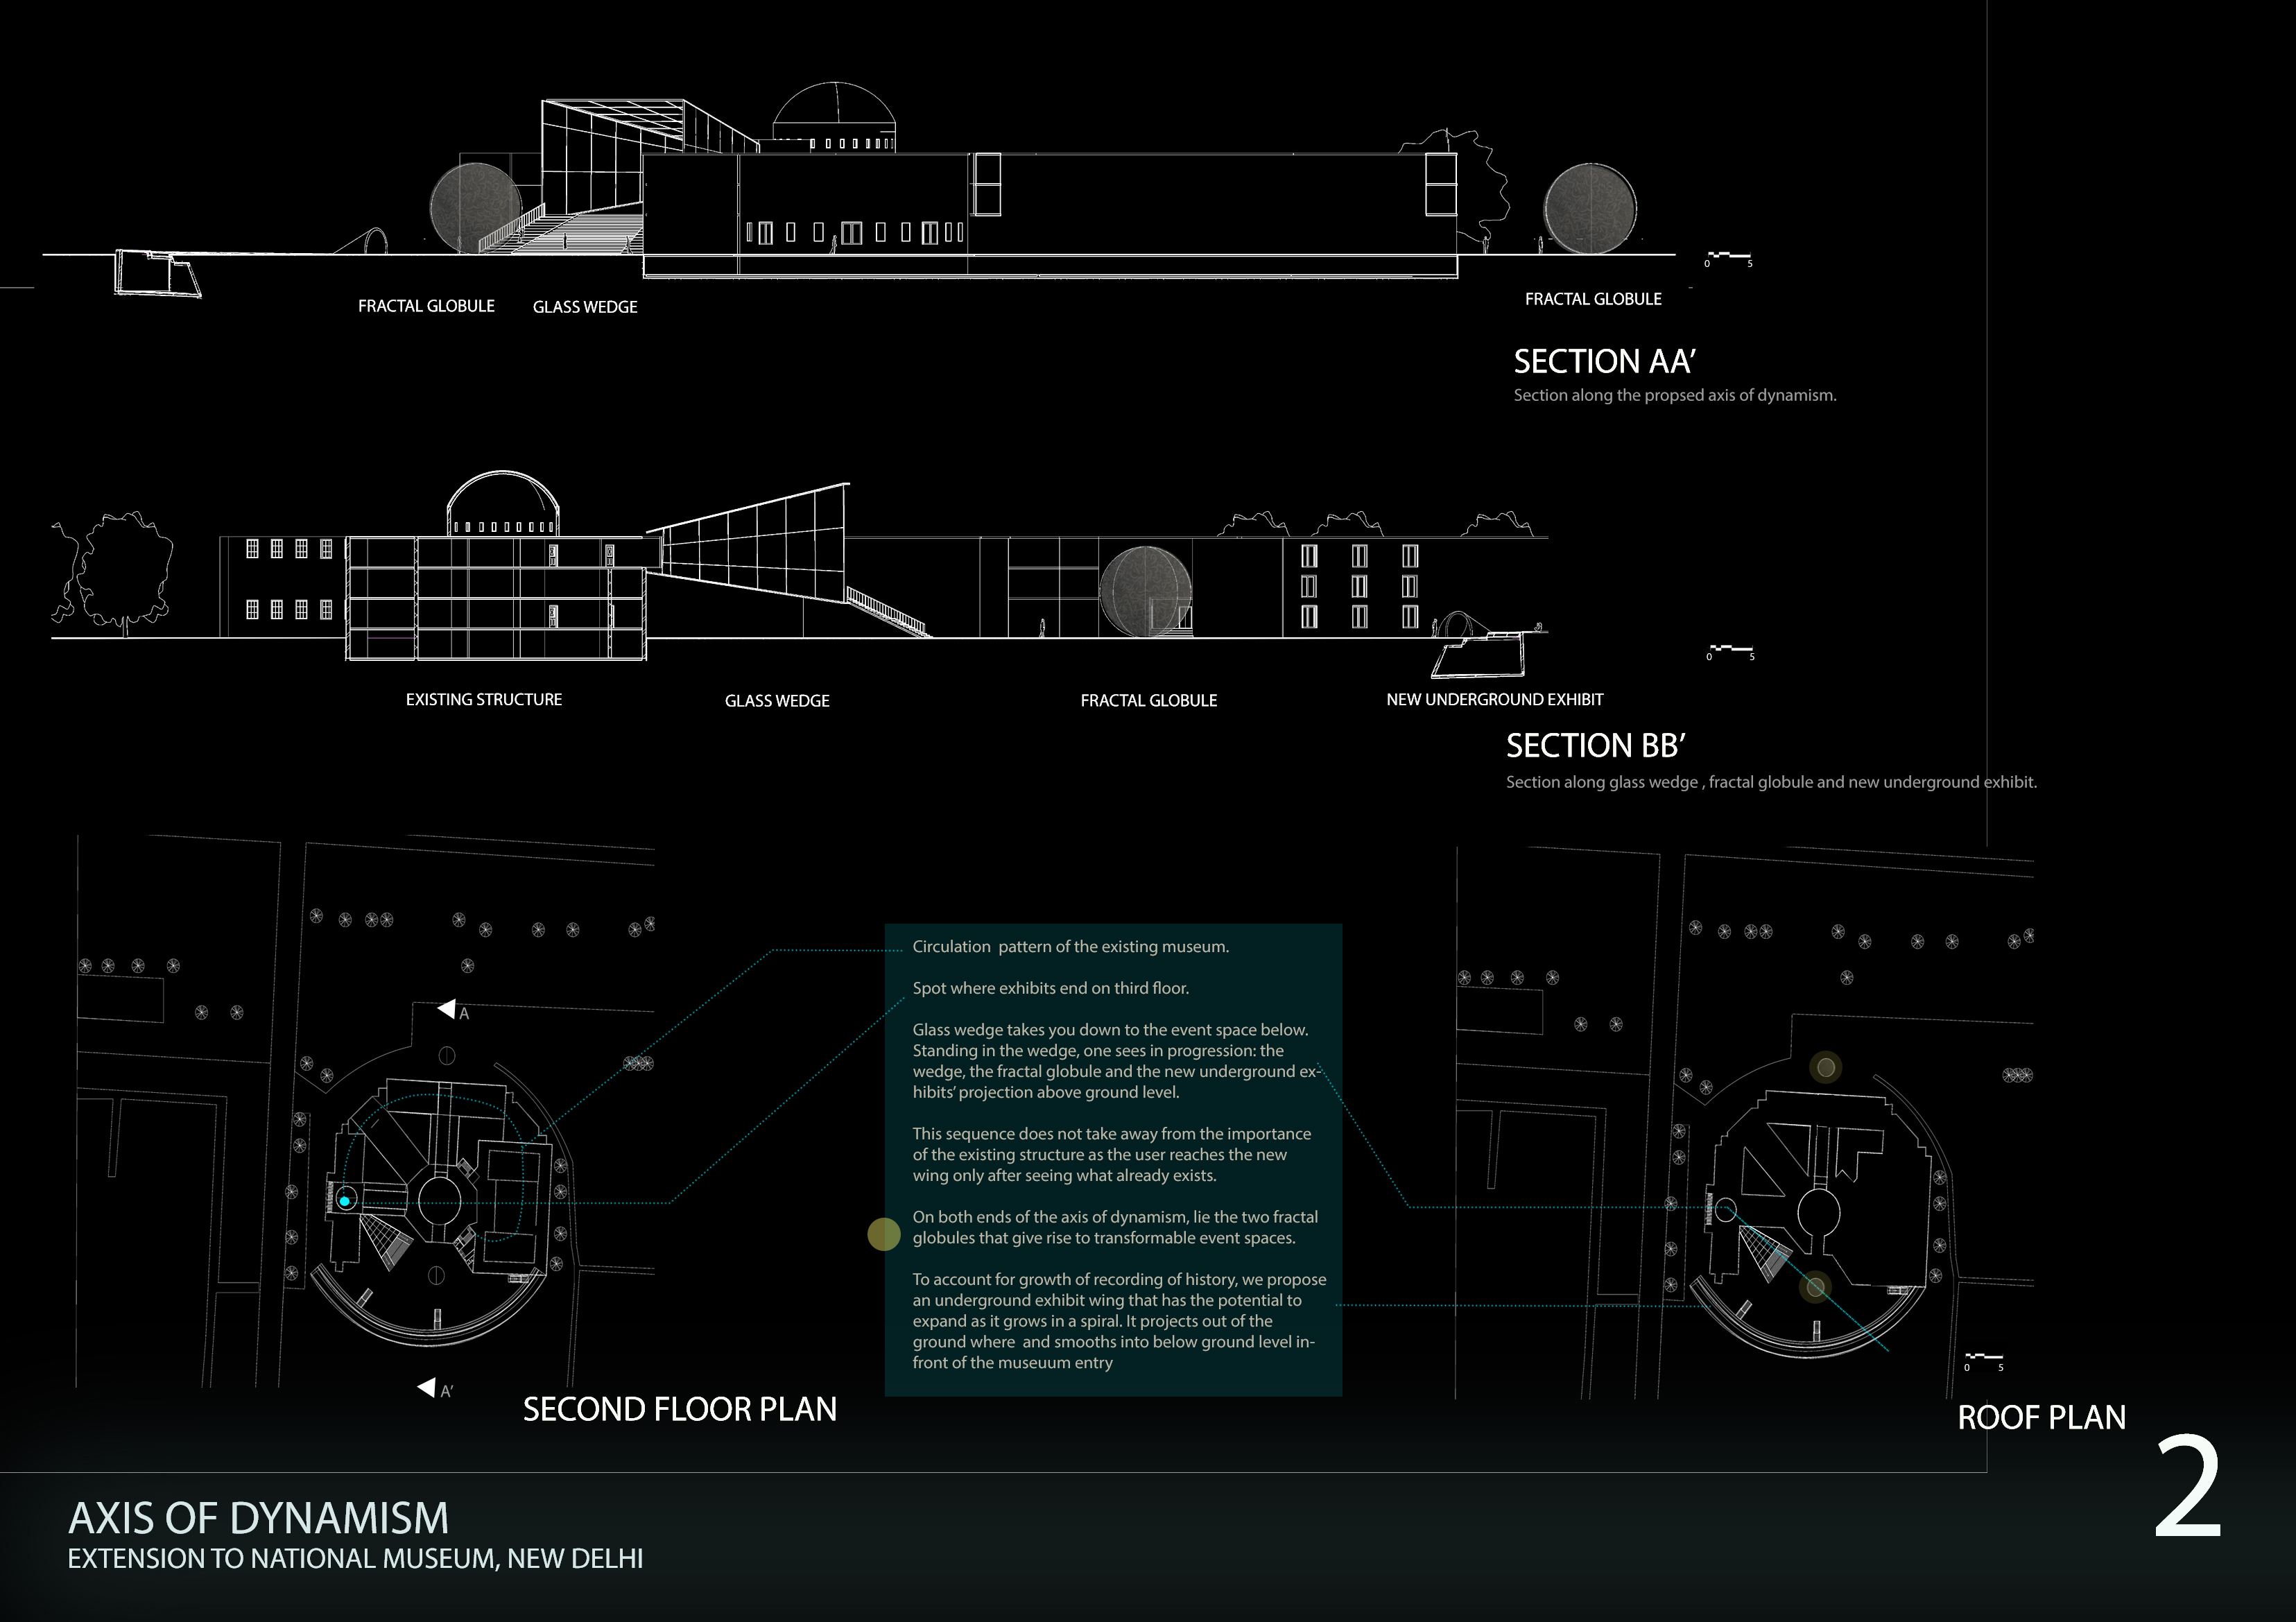 FRACTAL GLOBULE
GLASS WEDGE
FRACTAL GLOBULE
0 5
SECTION AA’
Section along the propsed axis of dynamism.
EXISTING STRUCTURE
GLASS WEDGE
FRACTAL GLOBULE
NEW UNDERGROUND EXHIBIT
0 5
SECTION BB’
Section along glass wedge , fractal globule and new underground exhibit.
A
A’
SECOND FLOOR PLAN
Circulation  pattern of the existing museum.
Spot where exhibits end on third floor.
Glass wedge takes you down to the event space below.
Standing in the wedge, one sees in progression: the
wedge, the fractal globule and the new underground ex-
hibits’ projection above ground level.
This sequence does not take away from the importance
of the existing structure as the user reaches the new
wing only after seeing what already exists.
On both ends of the axis of dynamism, lie the two fractal
globules that give rise to transformable event spaces.
To account for growth of recording of history, we propose
an underground exhibit wing that has the potential to
expand as it grows in a spiral. It projects out of the
ground where  and smooths into below ground level in-
front of the museuum entry
0 5
ROOF PLAN
2
AXIS OF DYNAMISM
EXTENSION TO NATIONAL MUSEUM, NEW DELHI